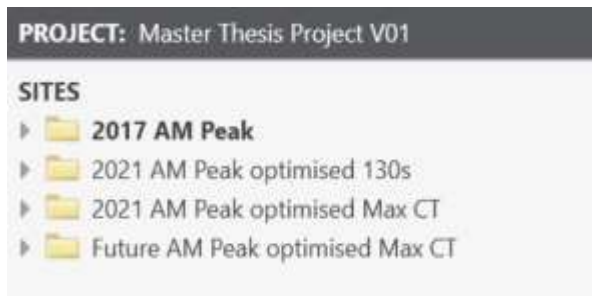 PROJECT: Master Thesis Project V01
SITES
2017 AM Peak
2021 AM Peak optimised 130s
2021 AM Peak optimised Max CT
Future AM Peak optimised Max CT